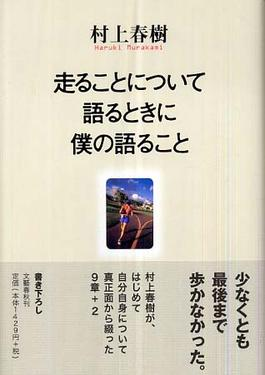 村上春樹
Haruki Murakami
走ることについて
語るときに
僕の語ること
少なくとも
最後まで
歩かなかった。
村上春樹が、
はじめて
自分自身について
真正面から綴った
9章+2
書き下ろし
文藝春秋刊
定価(本体1429円+税)